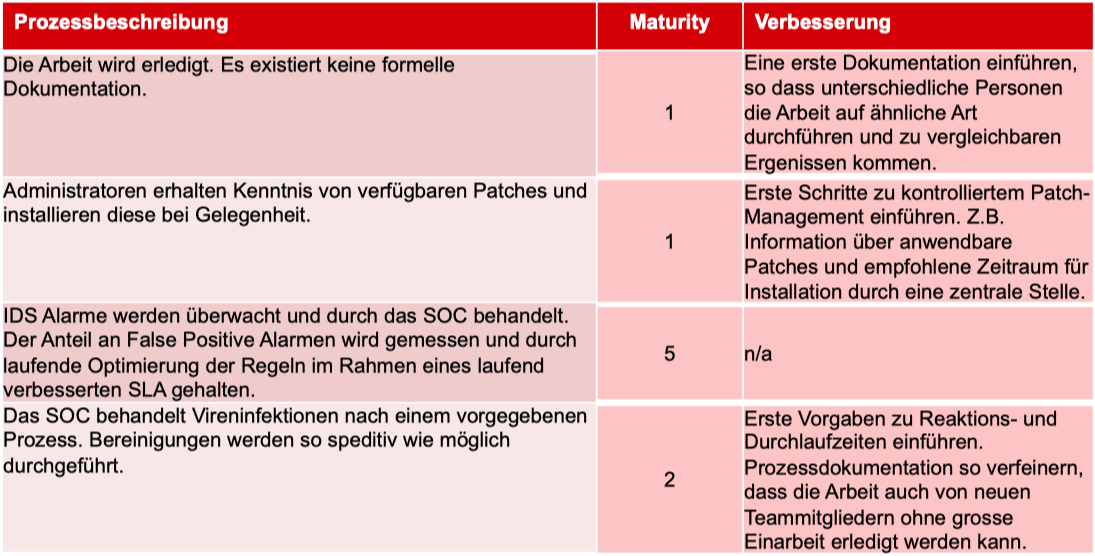 Prozessbeschreibung
Maturity
Verbesserung
Die Arbeit wird erledigt. Es existiert keine formelle
Dokumentation.
1
Eine erste Dokumentation einführen,
so dass unterschiedliche Personen
die Arbeit auf ähnliche Art
durchführen und zu vergleichbaren
Ergenissen kommen.
Administratoren erhalten Kenntnis von verfügbaren Patches und
installieren diese bei Gelegenheit.
1
Erste Schritte zu kontrolliertem Patch-
Management einführen. Z.B.
Information über anwendbare
Patches und empfohlene Zeitraum für
Installation durch eine zentrale Stelle.
IDS Alarme werden überwacht und durch das SOC behandelt.
Der Anteil an False Positive Alarmen wird gemessen und durch
laufende Optimierung der Regeln im Rahmen eines laufend
verbesserten SLA gehalten.
5
n/a
Das SOC behandelt Vireninfektionen nach einem vorgegebenen
Prozess. Bereinigungen werden so speditiv wie möglich
durchgeführt.
2
Erste Vorgaben zu Reaktions- und
Durchlaufzeiten einführen.
Prozessdokumentation so verfeinern,
dass die Arbeit auch von neuen
Teammitgliedern ohne grosse
Einarbeit erledigt werden kann.